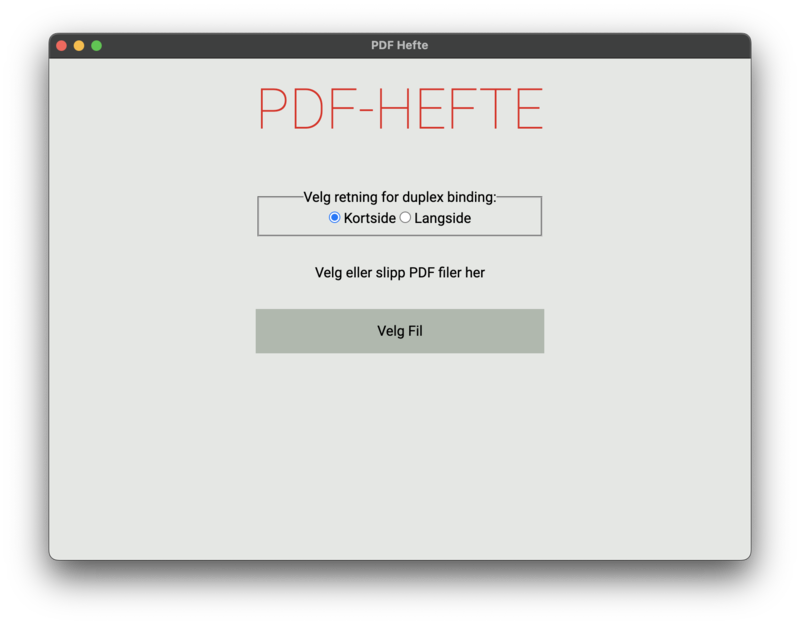 PDF Hefte
PDF-HEFTE
Velg retning for duplex binding:
Kortside Langside
Velg eller slipp PDF filer her
Velg Fil